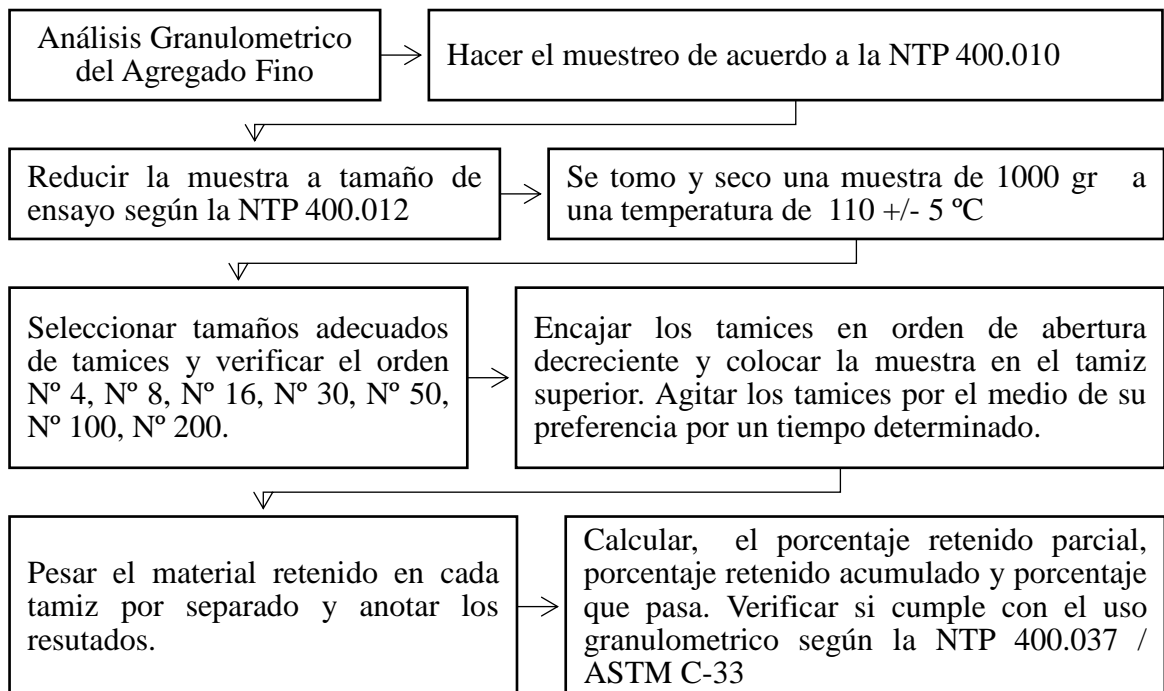 Análisis Granulometrico
del Agregado Fino
Hacer el muestreo de acuerdo a la NTP 400.010
Reducir la muestra a tamaño de
ensayo según la NTP 400.012
Se tomo y seco una muestra de 1000 gr a
una temperatura de 110 +/- 5 ºC
Seleccionar tamaños adecuados
de tamices y verificar el orden
Nº 4, Nº 8, Nº 16, Nº 30, Nº 50,
Nº 100, Nº 200.
Encajar los tamices en orden de abertura
decreciente y colocar la muestra en el tamiz
superior. Agitar los tamices por el medio de su
preferencia por un tiempo determinado.
Pesar el material retenido en cada
tamiz por separado y anotar los
resutados.
Calcular, el porcentaje retenido parcial,
porcentaje retenido acumulado y porcentaje
que pasa. Verificar si cumple con el uso
granulometrico según la NTP 400.037 /
ASTM C-33